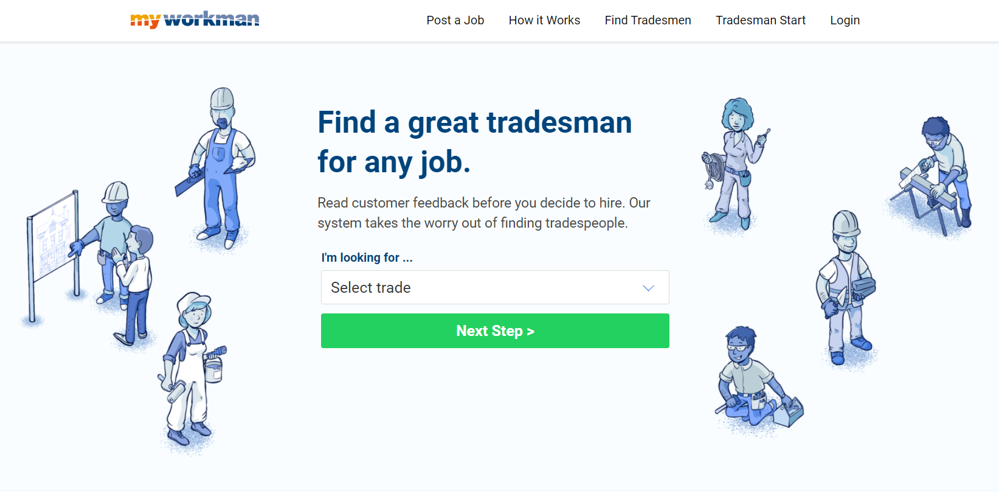 myworkman
Post a Job
How it Works
Find Tradesmen
Tradesman Start
Login
Find a great tradesman
for any job.
Read customer feedback before you decide to hire. Our
system takes the worry out of finding tradespeople.
I'm looking for ...
Select trade
Next Step >